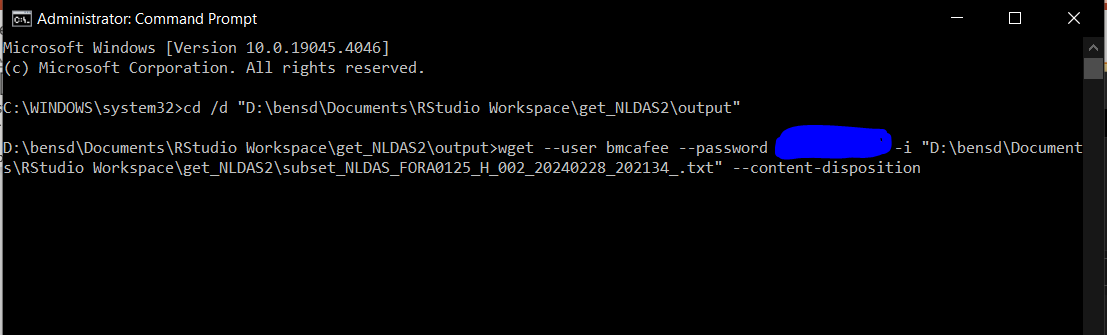 Administrator: Command Prompt
Microsoft Windows [Version 10.0.19045.4046]
(c) Microsoft Corporation. All rights reserved.
C:\WINDOWS\system32>cd /d "D:\bensd\Documents\RStudio Workspace\get_NLDAS2\output"
D:\bensd\Documents\RStudio Workspace\get_NLDAS2\output>wget --user bmcafee --password -i "D:\bensd\Document
s\RStudio Workspace\get_NLDAS2\subset_NLDAS_FORA0125_H_002_20240228_202134_.txt" --content-disposition